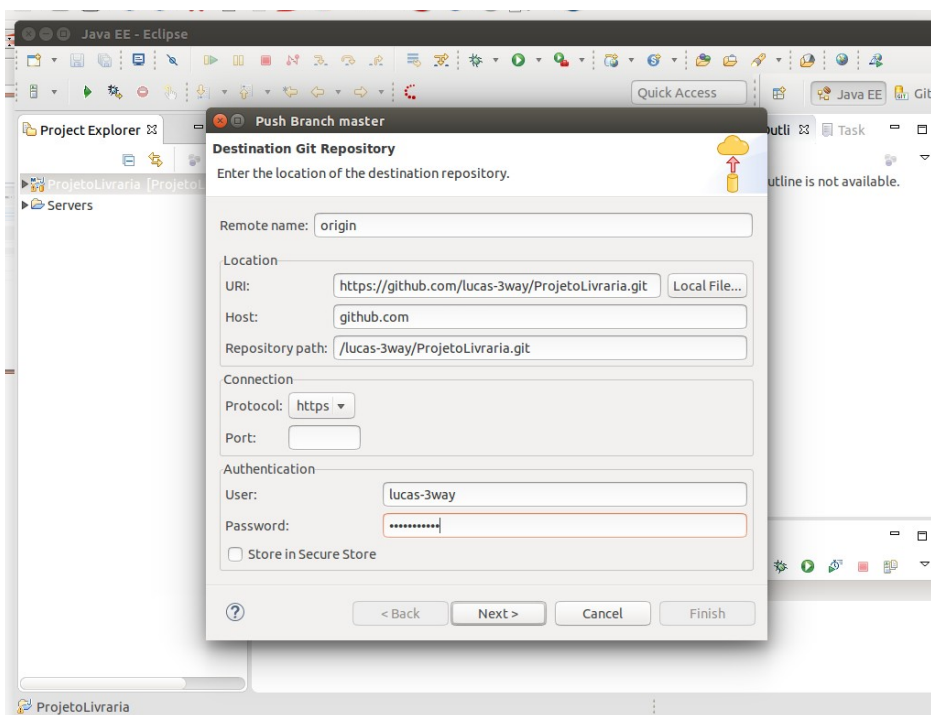 Java EE - Eclipse
Quick Access
Java EE
Git
Project Explorer
Task
ProjetoLivraria
Servers
utline is not available.
Push Branch master
Destination Git Repository
Enter the location of the destination repository.
Remote name: origin
Location
URI: https://github.com/lucas-3way/ProjetoLivraria.git Local File...
Host: github.com
Repository path: /lucas-3way/ProjetoLivraria.git
Connection
Protocol: https
Port:
Authentication
User: lucas-3way
Password: •••••••••••
Store in Secure Store
< Back Next > Cancel Finish
ProjetoLivraria